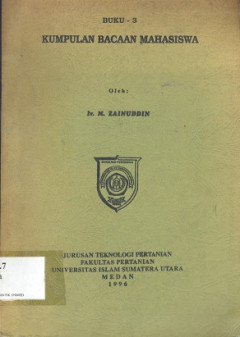 BUKU - 3
KUMPULAN BACAAN MAHASISWA
Oleh:
Ir. M. ZAINUDDIN
JURUSAN TEKNOLOGI PERTANIAN
FAKULTAS PERTANIAN
UNIVERSITAS ISLAM SUMATERA UTARA
MEDAN
1996